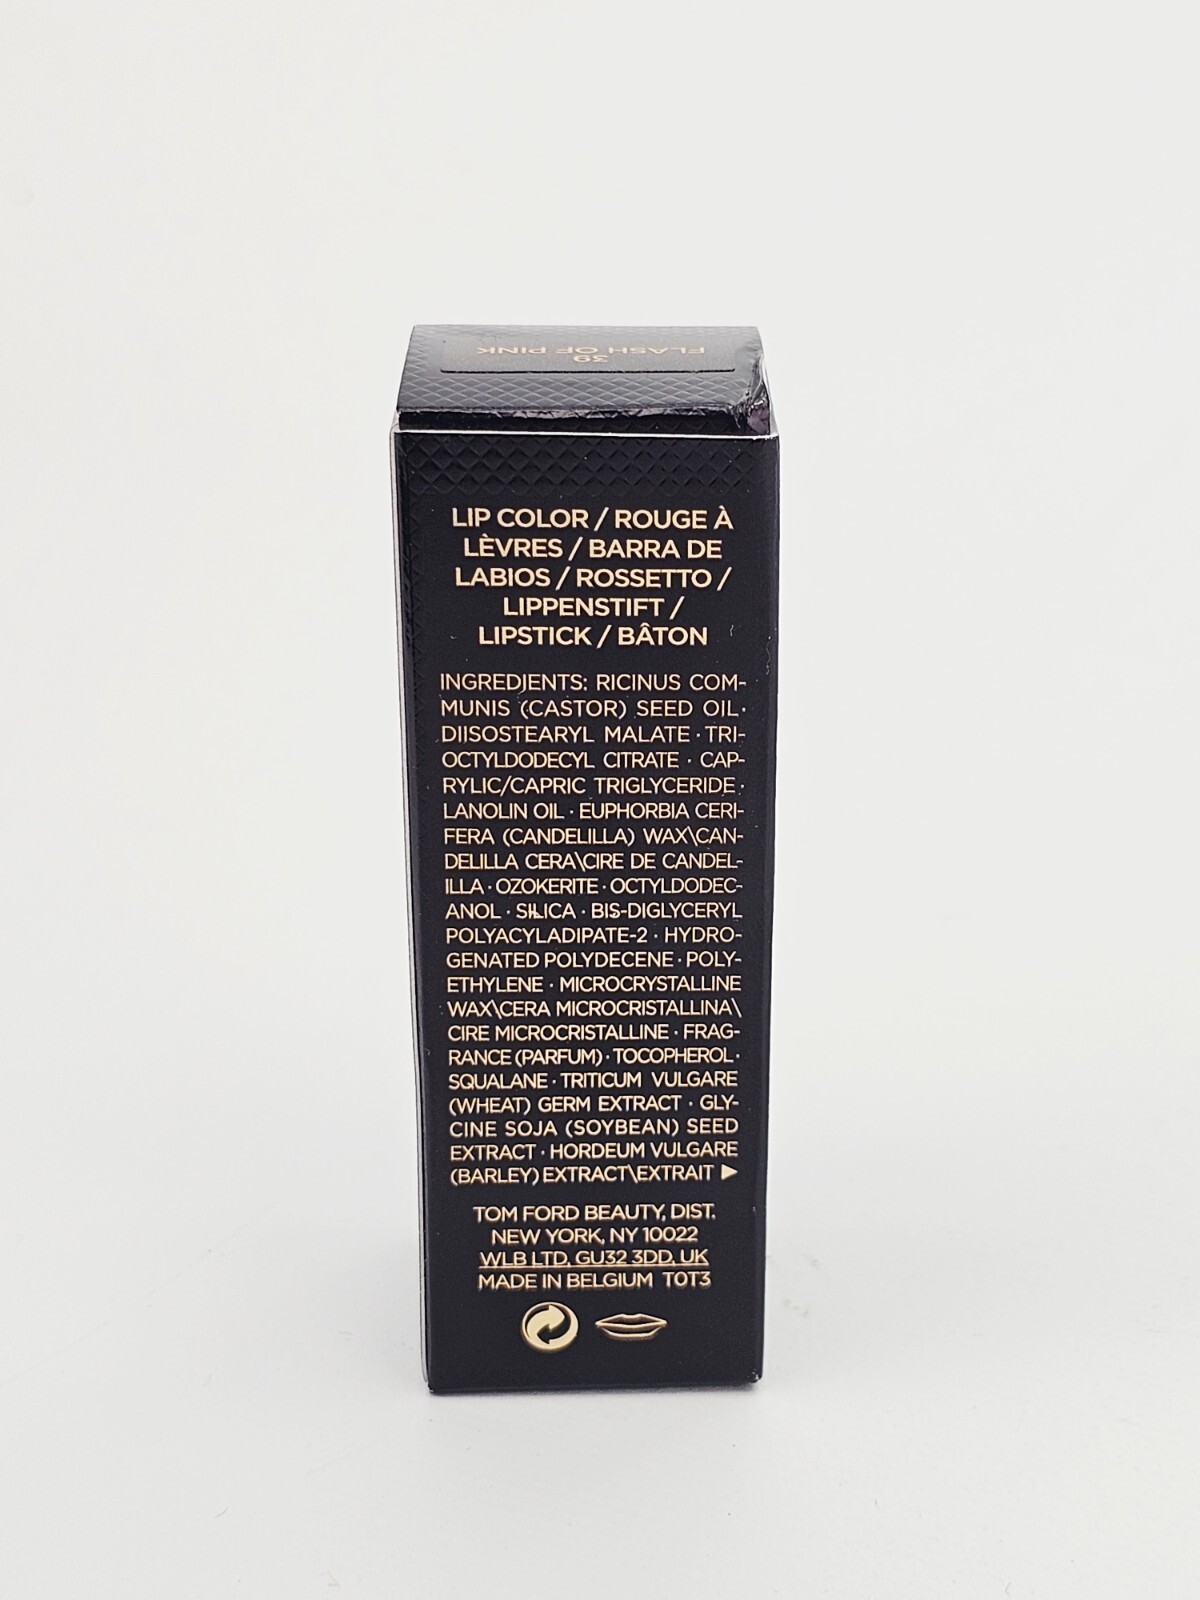 39
FLASH OF PINK
LIP COLOR / ROUGE À
LÈVRES / BARRA DE
LABIOS / ROSSETTO /
LIPPENSTIFT /
LIPSTICK / BÂTON
INGREDIENTS: RICINUS COM-
MUNIS (CASTOR) SEED OIL·
DIISOSTEARYL MALATE · TRI-
OCTYLDODECYL CITRATE · CAP-
RYLIC/CAPRIC TRIGLYCERIDE ·
LANOLIN OIL · EUPHORBIA CERI-
FERA (CANDELILLA) WAX\CAN-
DELILLA CERA\CIRE DE CANDEL-
ILLA · OZOKERITE · OCTYLDODEC-
ANOL · SILICA · BIS-DIGLYCERYL
POLYACYLADIPATE-2 · HYDRO-
GENATED POLYDECENE · POLY-
ETHYLENE · MICROCRYSTALLINE
WAX\CERA MICROCRISTALLINA\
CIRE MICROCRISTALLINE · FRAG-
RANCE (PARFUM) · TOCOPHEROL ·
SQUALANE · TRITICUM VULGARE
(WHEAT) GERM EXTRACT · GLY-
CINE SOJA (SOYBEAN) SEED
EXTRACT · HORDEUM VULGARE
(BARLEY) EXTRACT\EXTRAIT ►
TOM FORD BEAUTY, DIST.
NEW YORK, NY 10022
WLB LTD, GU32 3DD, UK
MADE IN BELGIUM T0T3